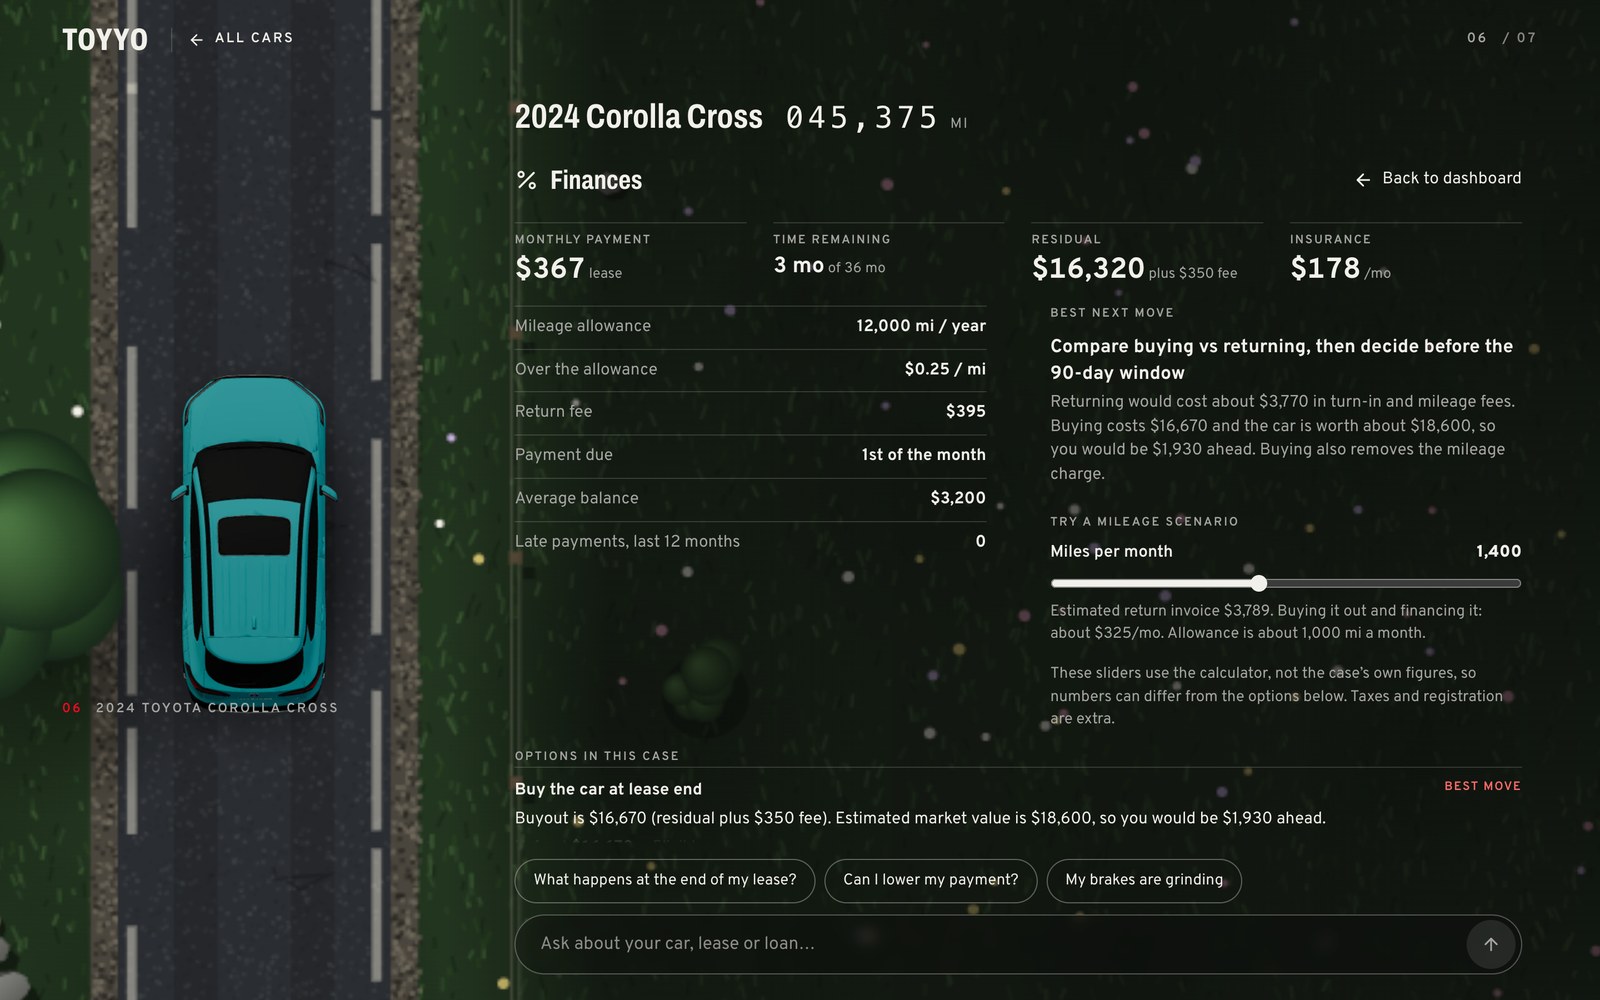 TOYYO
← ALL CARS
06 / 07
2024 Corolla Cross 045,375 MI
% Finances
← Back to dashboard
MONTHLY PAYMENT
$367 lease
TIME REMAINING
3 mo of 36 mo
RESIDUAL
$16,320 plus $350 fee
INSURANCE
$178 /mo
Mileage allowance 12,000 mi / year
Over the allowance $0.25 / mi
Return fee $395
Payment due 1st of the month
Average balance $3,200
Late payments, last 12 months 0
BEST NEXT MOVE
Compare buying vs returning, then decide before the
90-day window
Returning would cost about $3,770 in turn-in and mileage fees.
Buying costs $16,670 and the car is worth about $18,600, so
you would be $1,930 ahead. Buying also removes the mileage
charge.
TRY A MILEAGE SCENARIO
Miles per month 1,400
Estimated return invoice $3,789. Buying it out and financing it:
about $325/mo. Allowance is about 1,000 mi a month.
These sliders use the calculator, not the case's own figures, so
numbers can differ from the options below. Taxes and registration
are extra.
06 2024 TOYOTA COROLLA CROSS
OPTIONS IN THIS CASE
Buy the car at lease end BEST MOVE
Buyout is $16,670 (residual plus $350 fee). Estimated market value is $18,600, so you would be $1,930 ahead.
What happens at the end of my lease?
Can I lower my payment?
My brakes are grinding
Ask about your car, lease or loan…